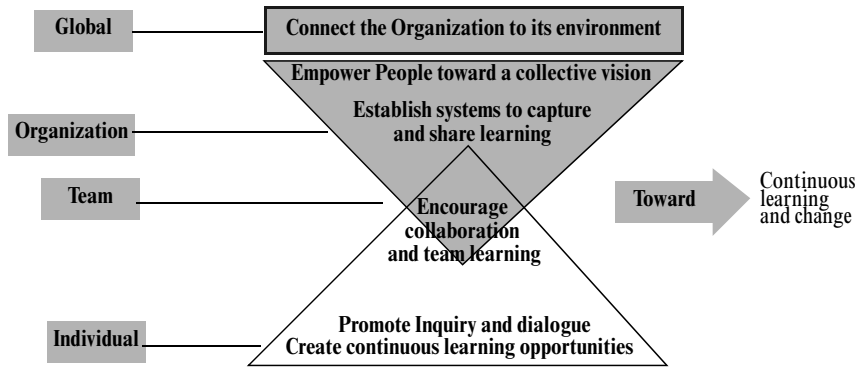 Global
Connect the Organization to its environment
Empower People toward a collective vision
Establish systems to capture
and share learning
Organization
Team
Encourage
collaboration
and team learning
Toward
Continuous
learning
and change
Individual
Promote Inquiry and dialogue
Create continuous learning opportunities